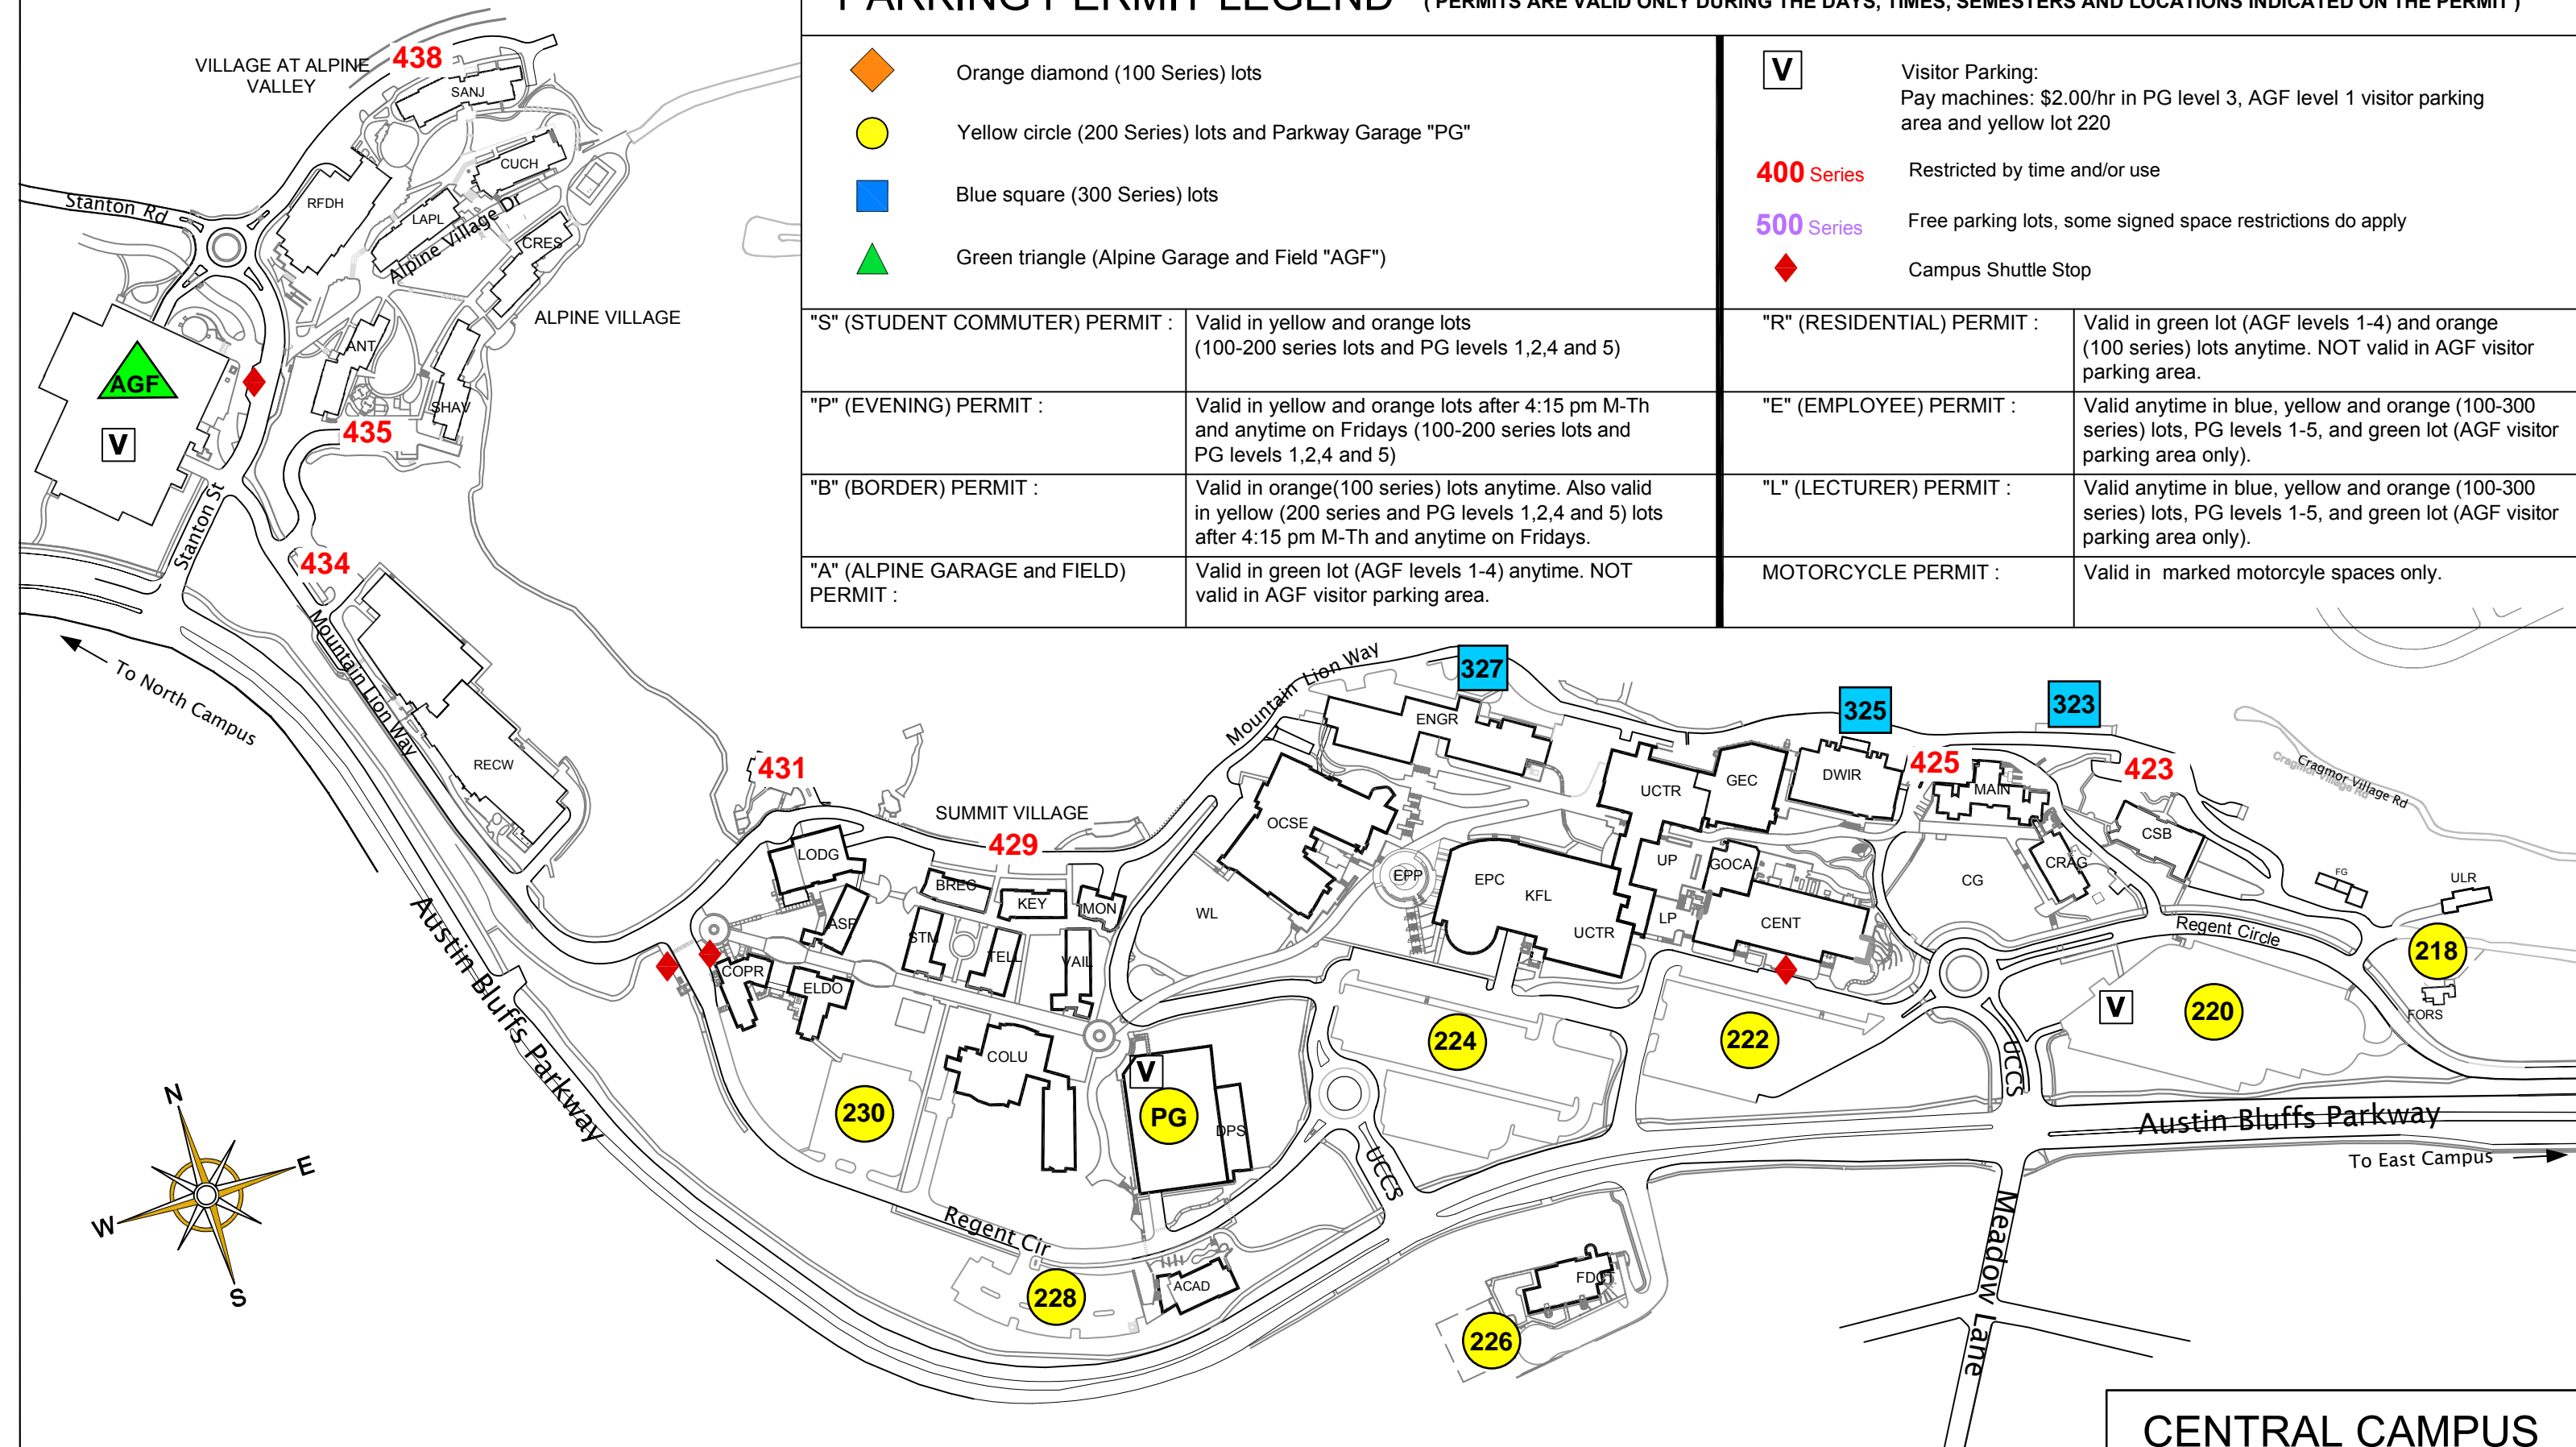 PARKING PERMIT LEGEND ( PERMITS ARE VALID ONLY DURING THE DAYS, TIMES, SEMESTERS AND LOCATIONS INDICATED ON THE PERMIT )
Orange diamond (100 Series) lots
Yellow circle (200 Series) lots and Parkway Garage "PG"
Blue square (300 Series) lots
Green triangle (Alpine Garage and Field "AGF")
V
Visitor Parking:
Pay machines: $2.00/hr in PG level 3, AGF level 1 visitor parking
area and yellow lot 220
400 Series Restricted by time and/or use
500 Series Free parking lots, some signed space restrictions do apply
Campus Shuttle Stop
"S" (STUDENT COMMUTER) PERMIT :
Valid in yellow and orange lots
(100-200 series lots and PG levels 1,2,4 and 5)
"P" (EVENING) PERMIT :
Valid in yellow and orange lots after 4:15 pm M-Th
and anytime on Fridays (100-200 series lots and
PG levels 1,2,4 and 5)
"B" (BORDER) PERMIT :
Valid in orange(100 series) lots anytime. Also valid
in yellow (200 series and PG levels 1,2,4 and 5) lots
after 4:15 pm M-Th and anytime on Fridays.
"A" (ALPINE GARAGE and FIELD)
PERMIT :
Valid in green lot (AGF levels 1-4) anytime. NOT
valid in AGF visitor parking area.
"R" (RESIDENTIAL) PERMIT :
Valid in green lot (AGF levels 1-4) and orange
(100 series) lots anytime. NOT valid in AGF visitor
parking area.
"E" (EMPLOYEE) PERMIT :
Valid anytime in blue, yellow and orange (100-300
series) lots, PG levels 1-5, and green lot (AGF visitor
parking area only).
"L" (LECTURER) PERMIT :
Valid anytime in blue, yellow and orange (100-300
series) lots, PG levels 1-5, and green lot (AGF visitor
parking area only).
MOTORCYCLE PERMIT :
Valid in marked motorcyle spaces only.
438
VILLAGE AT ALPINE
VALLEY
SANJ
CUCH
RFDH
LAPL
Alpine Village Dr
CRES
Stanton Rd
ALPINE VILLAGE
ANT
AGF
SHAV
435
V
Stanton St
434
Mountain Lion Way
To North Campus
Mountain Lion Way
RECW
431
SUMMIT VILLAGE
429
LODG
BREC
KEY
MON
ASP
STM
TELL
VAIL
COPR
ELDO
COLU
230
V
PG
DPS
Austin Bluffs Parkway
Regent Cir
228
ACAD
N
E
W
S
327
325
323
ENGR
425
423
Cragmor Village Rd
Cragmor Village Rd
UCTR
GEC
DWIR
MAIN
OCSE
CSB
UP
GOCA
CRAG
EPP
EPC
KFL
CG
FG
ULR
WL
LP
CENT
UCTR
Regent Circle
218
V
220
FORS
224
222
UCCS
UCCS
Austin Bluffs Parkway
To East Campus
Meadow Lane
FDCT
226
CENTRAL CAMPUS